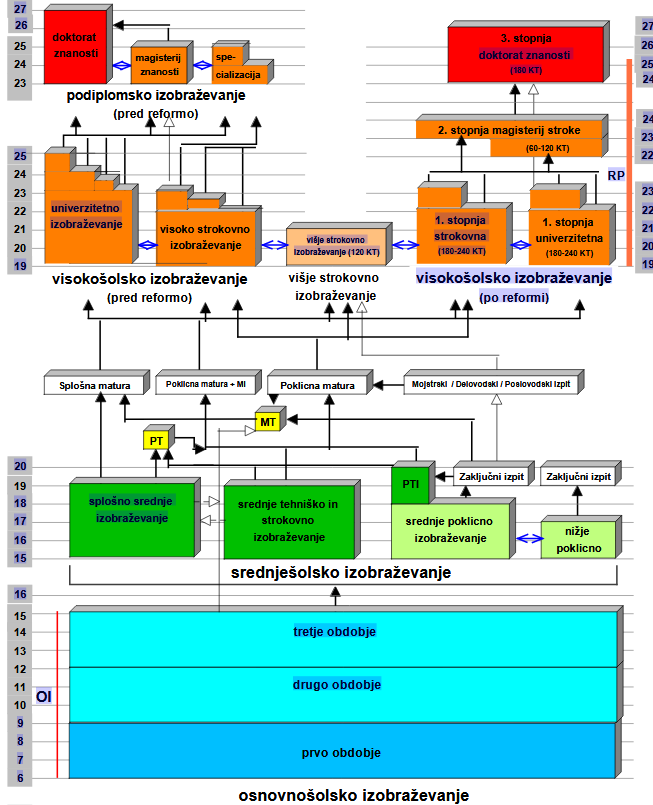 27
26
25
24
23
doktorat
znanosti
magisterij
znanosti
spe-
cializacija
podiplomsko izobraževanje
(pred reformo)
3. stopnja
doktorat znanosti
(180 KT)
2. stopnja magisterij stroke
(60-120 KT)
27
26
25
24
24
23
22
RP
23
22
21
20
19
25
24
23
22
21
20
19
univerzitetno
izobraževanje
visoko strokovno
izobraževanje
višje strokovno
izobraževanje (120 KT)
1. stopnja
strokovna
(180-240 KT)
1. stopnja
univerzitetna
(180-240 KT)
visokošolsko izobraževanje
(pred reformo)
višje strokovno
izobraževanje
visokošolsko izobraževanje
(po reformi)
Splošna matura
Poklicna matura + MI
Poklicna matura
Mojstrski / Delovodski / Poslovodski izpit
PT
MT
20
19
18
17
16
15
splošno srednje
izobraževanje
srednje tehniško in
strokovno
izobraževanje
PTI
Zaključni izpit
Zaključni izpit
srednje poklicno
izobraževanje
nižje
poklicno
srednješolsko izobraževanje
16
15
14
13
12
11
10
9
8
7
6
OI
tretje obdobje
drugo obdobje
prvo obdobje
osnovnošolsko izobraževanje